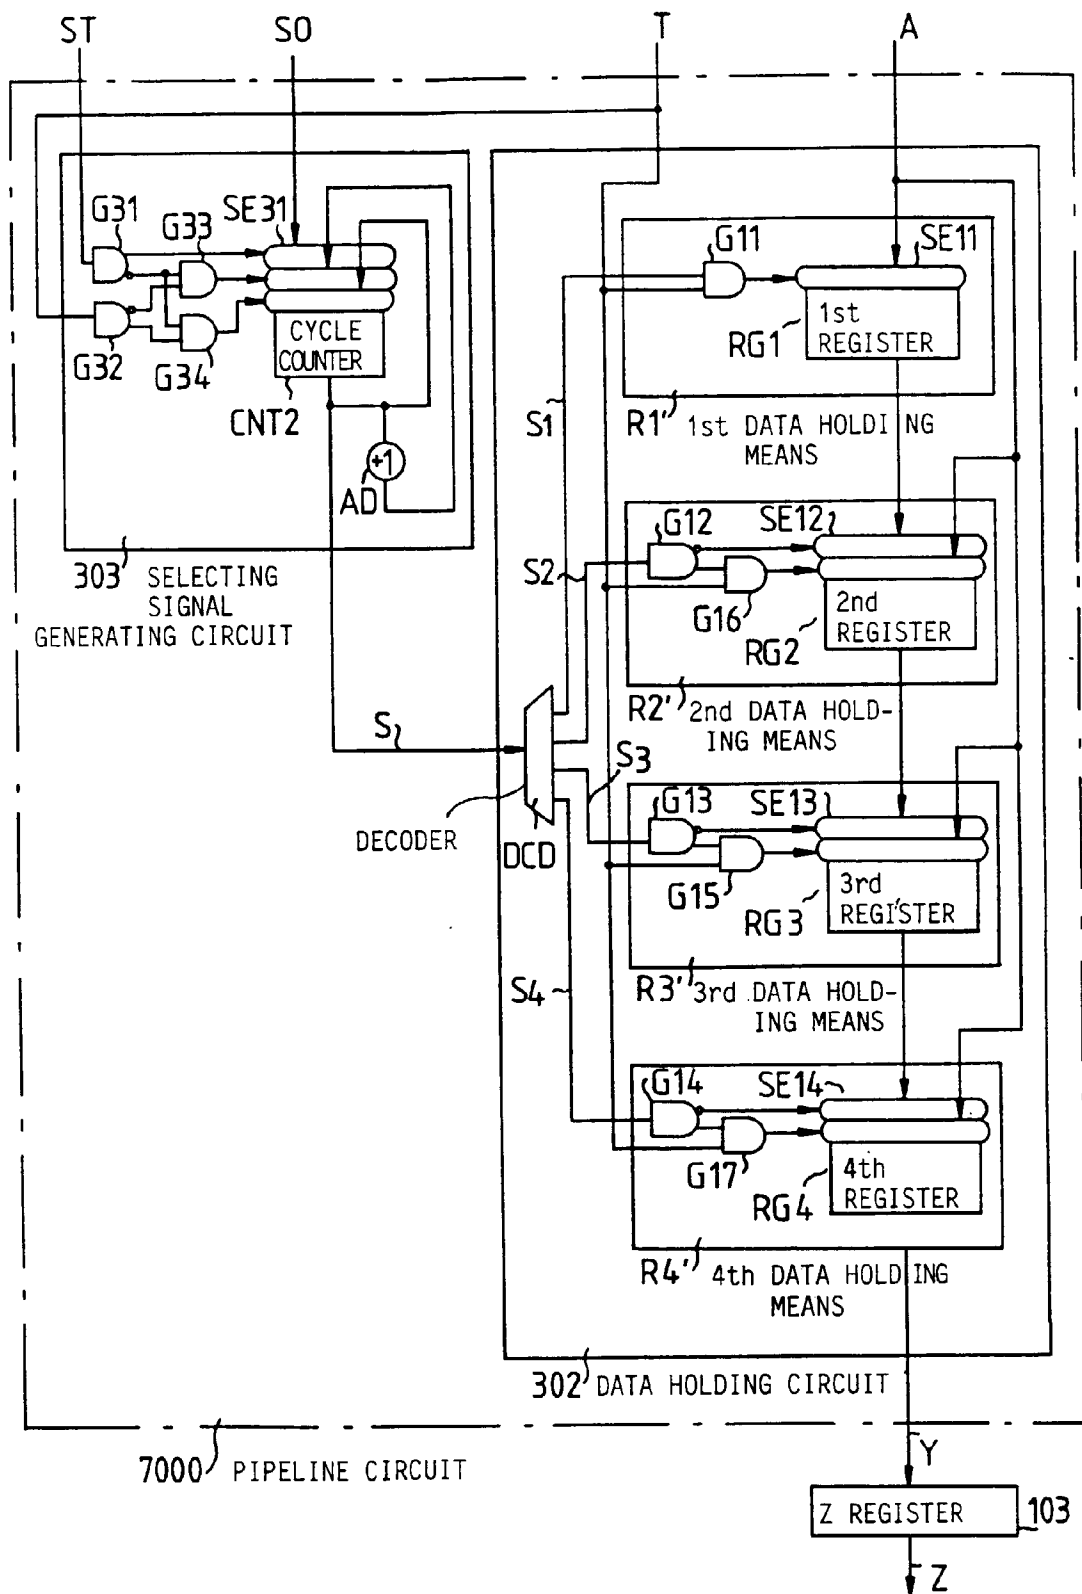 ST SO T A
G31 SE31 G33
G32 G34
CYCLE
COUNTER
CNT2
+1
AD
303 SELECTING
SIGNAL
GENERATING CIRCUIT
G11 SE11
1st
REGISTER
RG1
S1
R1' 1st DATA HOLDING
MEANS
G12 SE12
S2
G16
2nd
REGISTER
RG2
R2' 2nd DATA HOLD-
ING MEANS
S
S3
DECODER
DCD
G13 SE13
G15
3rd
REGISTER
RG3
R3' 3rd DATA HOLD-
ING MEANS
S4
G14 SE14
G17
4th
REGISTER
RG4
R4' 4th DATA HOLDING
MEANS
302 DATA HOLDING CIRCUIT
7000 PIPELINE CIRCUIT
Y
Z REGISTER 103
Z